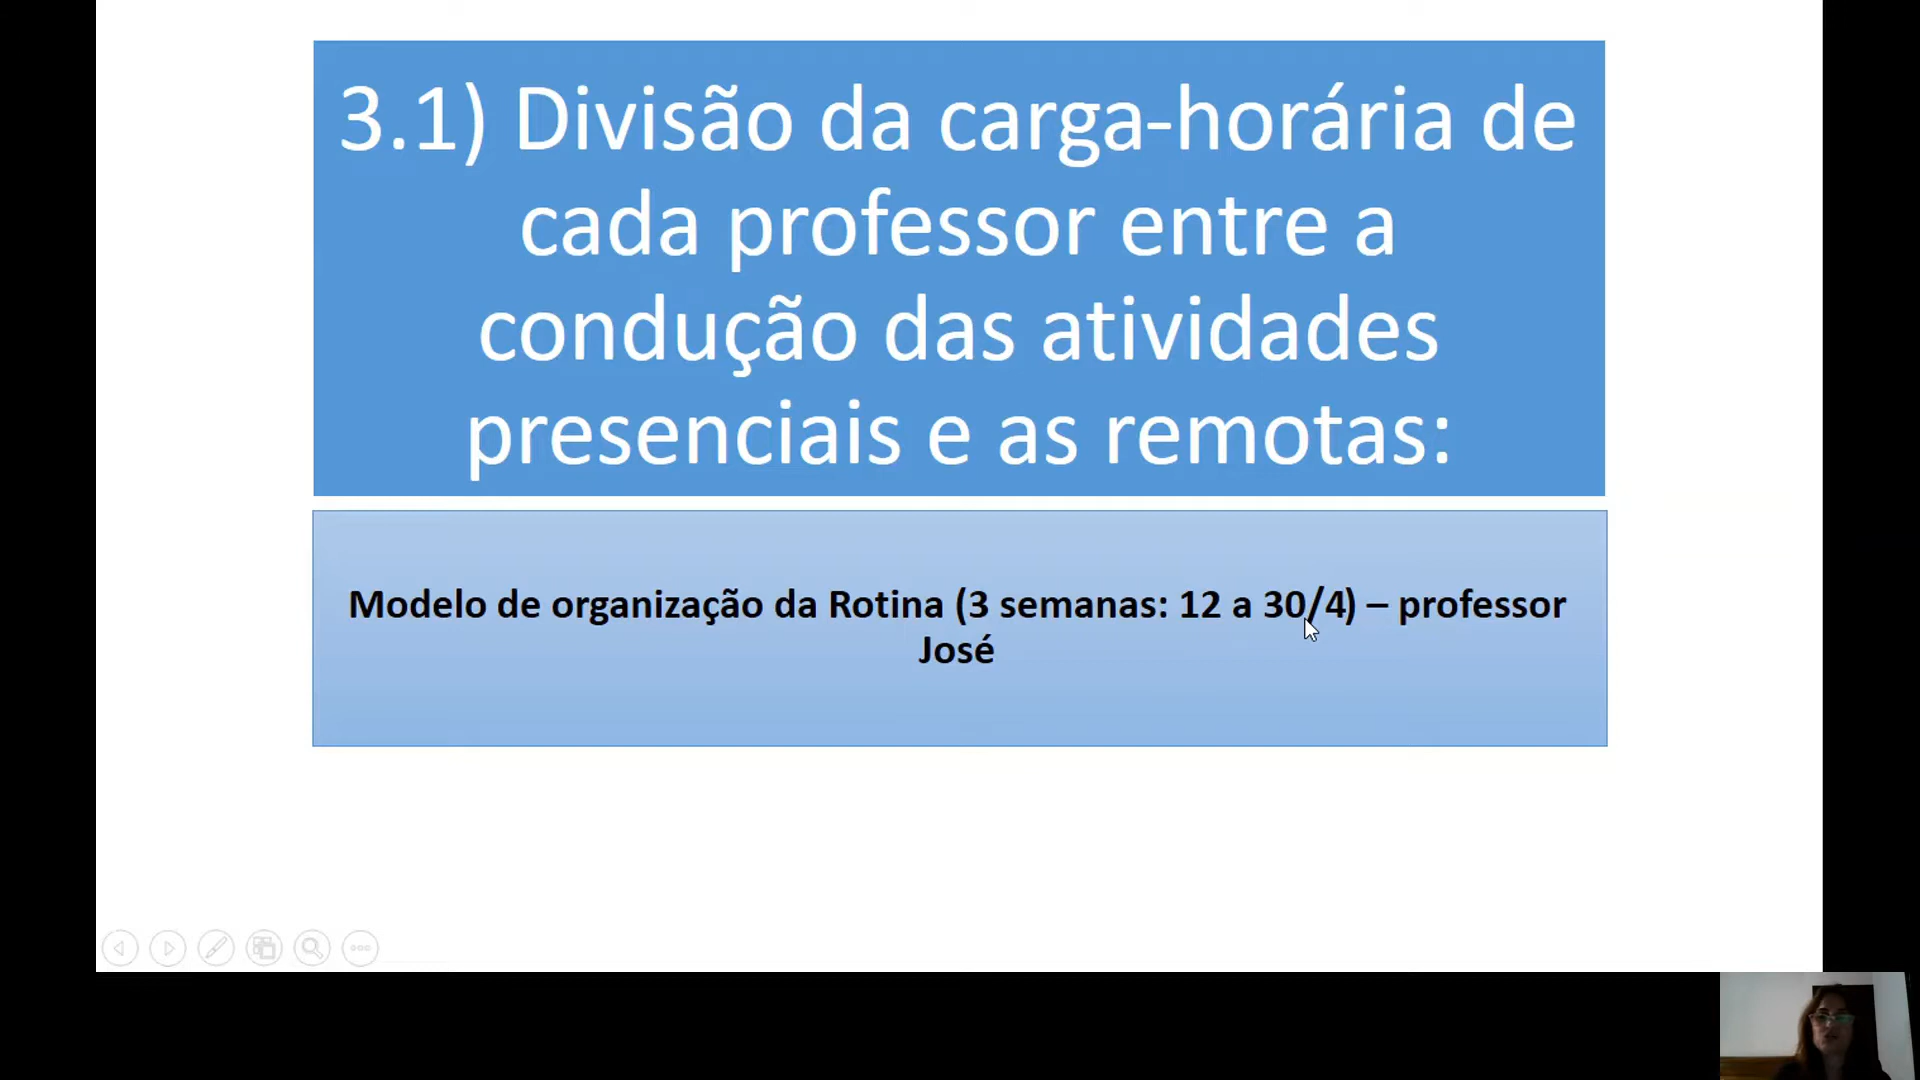 3.1) Divisão da carga-horária de
cada professor entre a
condução das atividades
presenciais e as remotas:
Modelo de organização da Rotina (3 semanas: 12 a 30/4) – professor
José